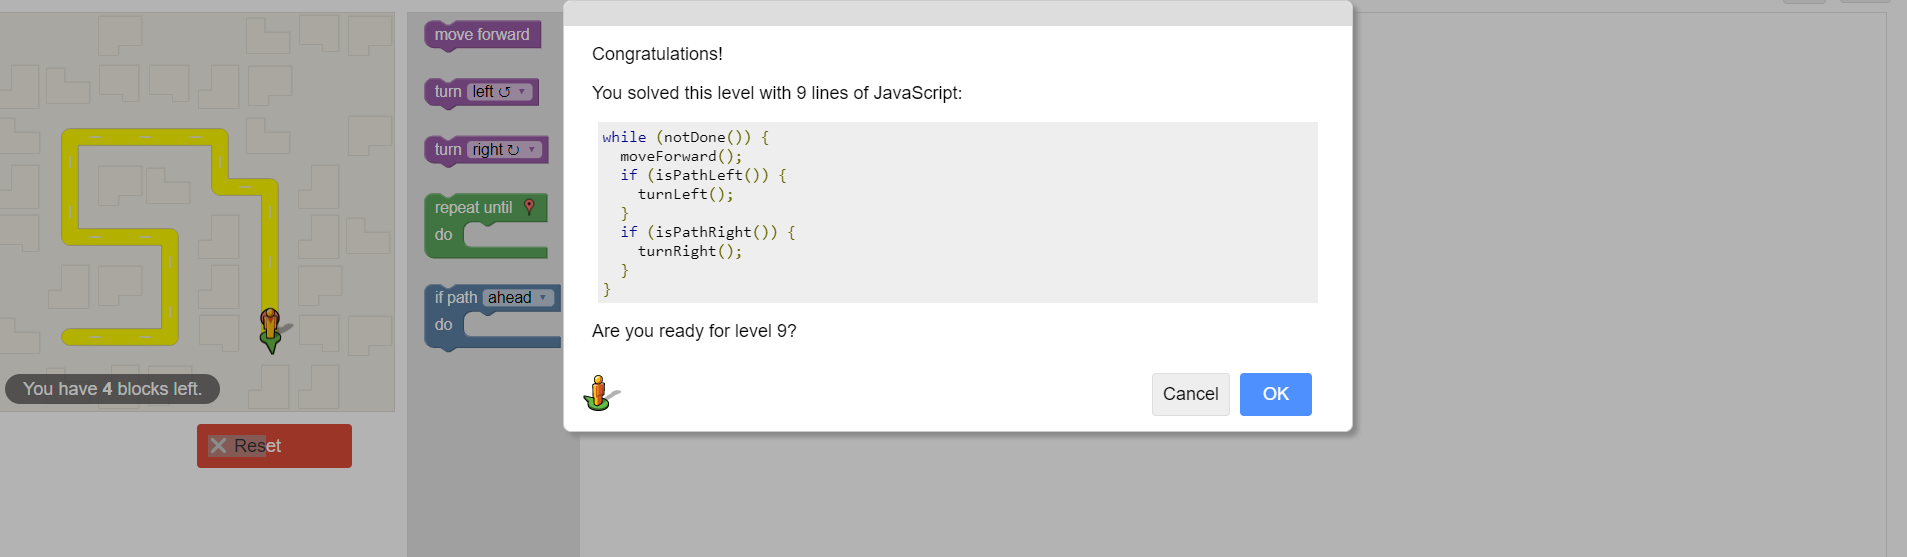 move forward
turn left ↺ ▾
turn right ↻ ▾
repeat until
do
if path ahead ▾
do
You have 4 blocks left.
Reset
Congratulations!
You solved this level with 9 lines of JavaScript:
while (notDone()) {
  moveForward();
  if (isPathLeft()) {
    turnLeft();
  }
  if (isPathRight()) {
    turnRight();
  }
}
Are you ready for level 9?
Cancel OK